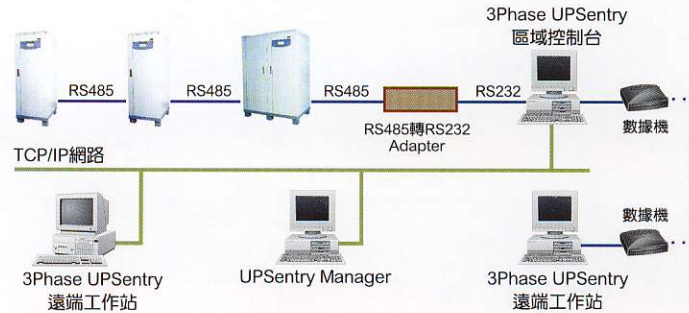 3Phase UPSentry
區域控制台
RS485
RS485
RS485
RS232
RS485轉RS232
Adapter
數據機
TCP/IP網路
3Phase UPSentry
遠端工作站
UPSentry Manager
3Phase UPSentry
遠端工作站
數據機